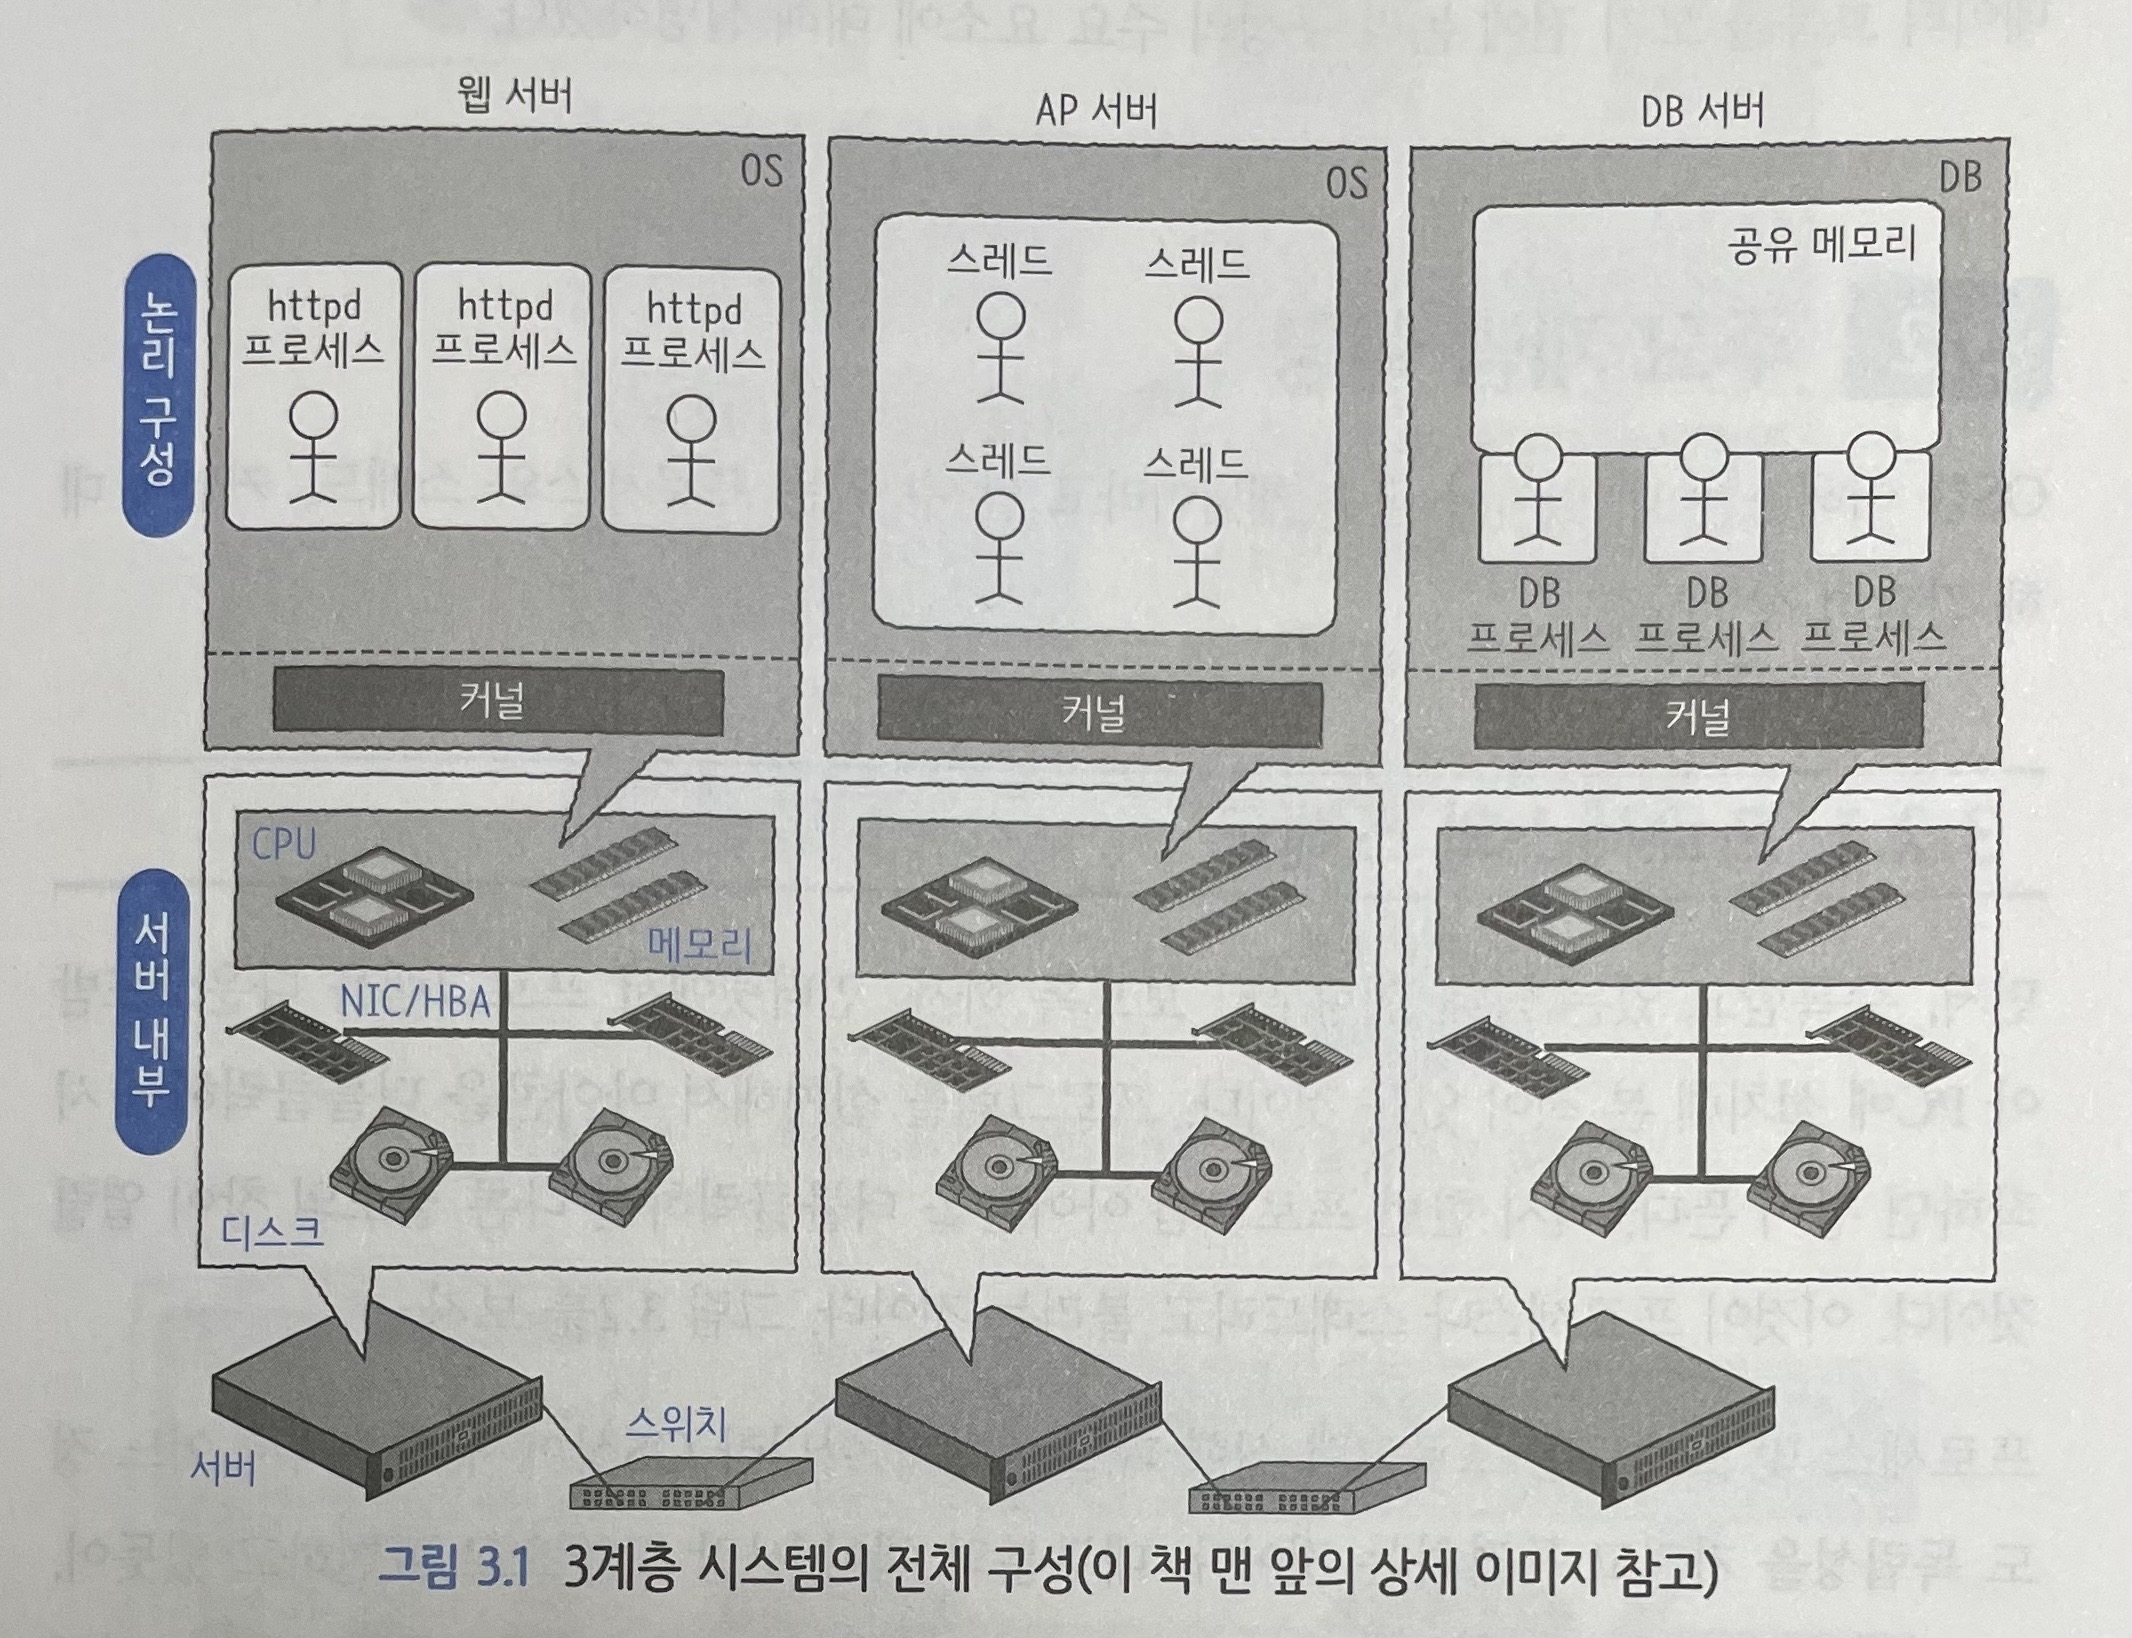 웹 서버
AP 서버
DB 서버
OS
OS
DB
논리 구성
httpd
프로세스
httpd
프로세스
httpd
프로세스
스레드
스레드
스레드
스레드
공유 메모리
DB
프로세스
DB
프로세스
DB
프로세스
커널
커널
커널
서버 내부
CPU
메모리
NIC/HBA
디스크
서버
스위치
그림 3.1 3계층 시스템의 전체 구성(이 책 맨 앞의 상세 이미지 참고)